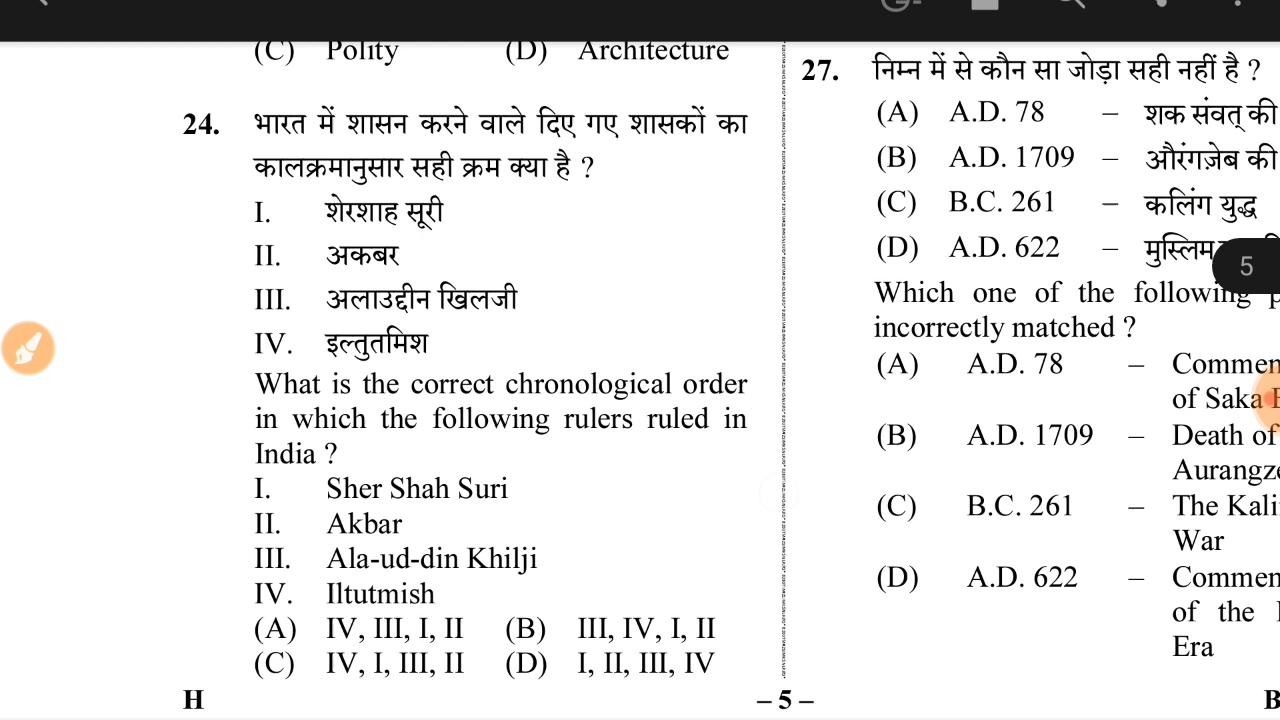 (C) Polity (D) Architecture
24. भारत में शासन करने वाले दिए गए शासकों का
कालक्रमानुसार सही क्रम क्या है ?
I. शेरशाह सूरी
II. अकबर
III. अलाउद्दीन खिलजी
IV. इल्तुतमिश
What is the correct chronological order
in which the following rulers ruled in
India ?
I. Sher Shah Suri
II. Akbar
III. Ala-ud-din Khilji
IV. Iltutmish
(A) IV, III, I, II (B) III, IV, I, II
(C) IV, I, III, II (D) I, II, III, IV
H
– 5 –
27. निम्न में से कौन सा जोड़ा सही नहीं है ?
(A) A.D. 78 – शक संवत् की
(B) A.D. 1709 – औरंगज़ेब की
(C) B.C. 261 – कलिंग युद्ध
(D) A.D. 622 – मुस्लिम
5
Which one of the following
incorrectly matched ?
(A) A.D. 78 –
of Saka
(B) A.D. 1709 – Death of
(C) B.C. 261 – The
War
(D) A.D. 622 –
of the
Era